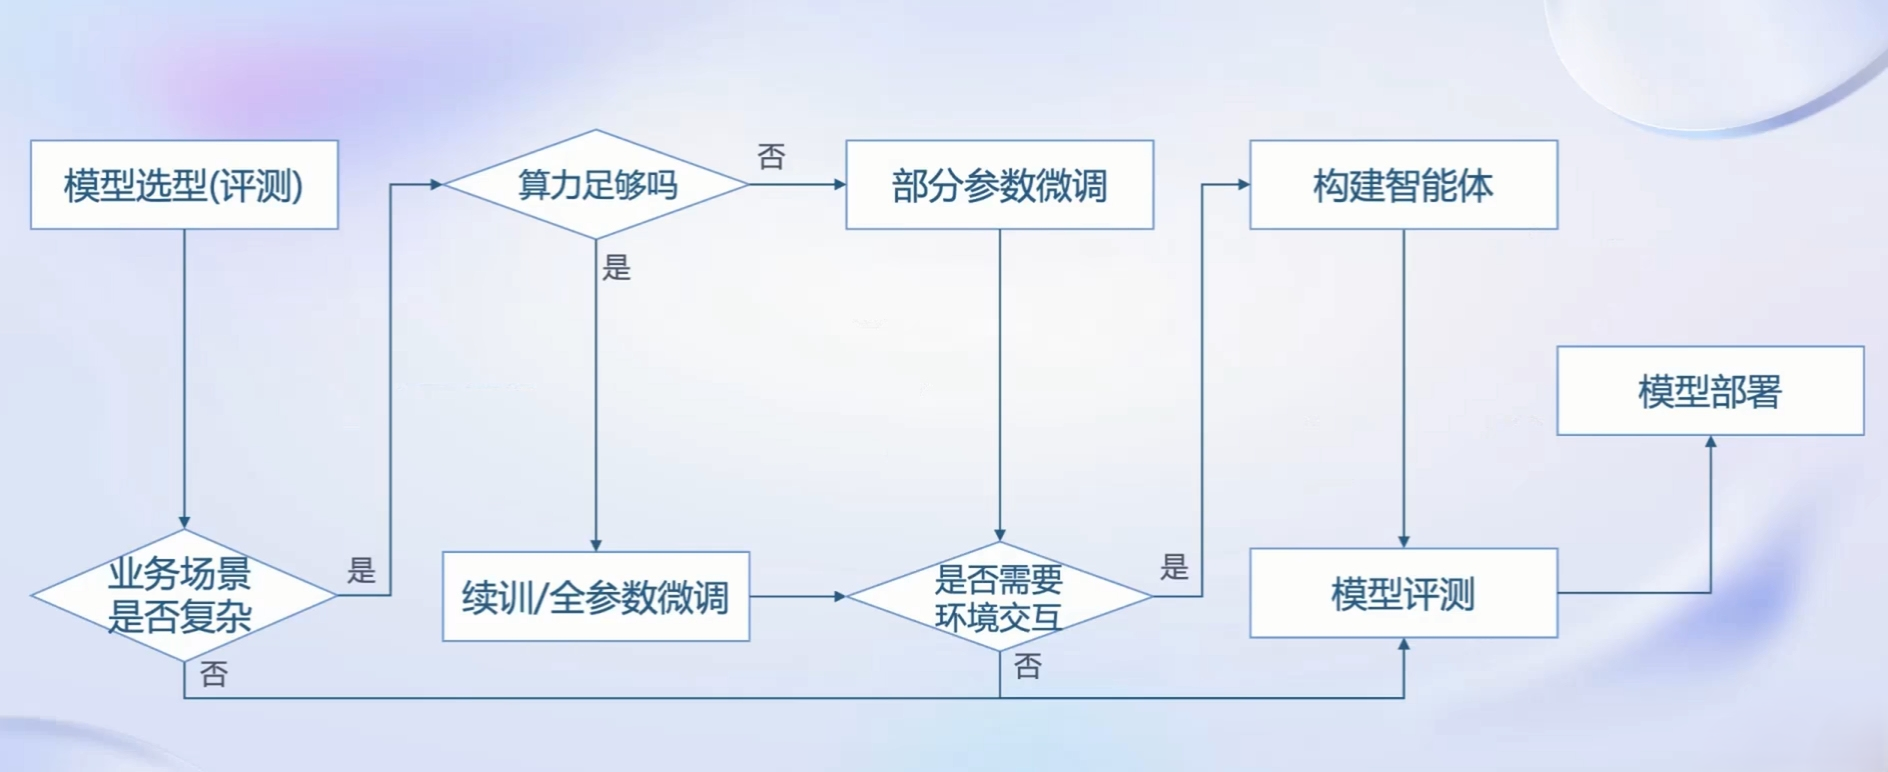 模型选型(评测)
算力足够吗
否
部分参数微调
构建智能体
是
模型部署
业务场景
是否复杂
是
否
续训/全参数微调
是否需要
环境交互
是
否
模型评测